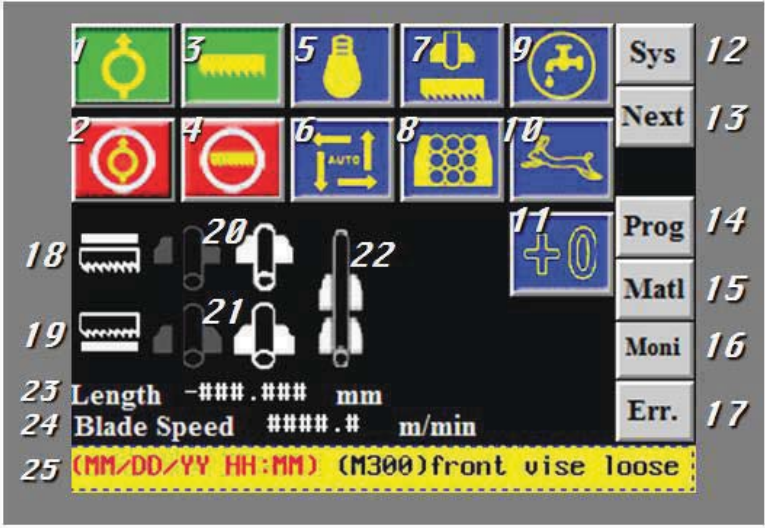 1 3 5 7 9 Sys 12
Next 13
2 4 6 AUTO 8 10
11 Prog 14
18 20 22
Matl 15
19 21 Moni 16
23 Length -###.### mm
24 Blade Speed ####.# m/min Err. 17
25 (MM/DD/YY HH:MM) (M300)front vise loose
+0